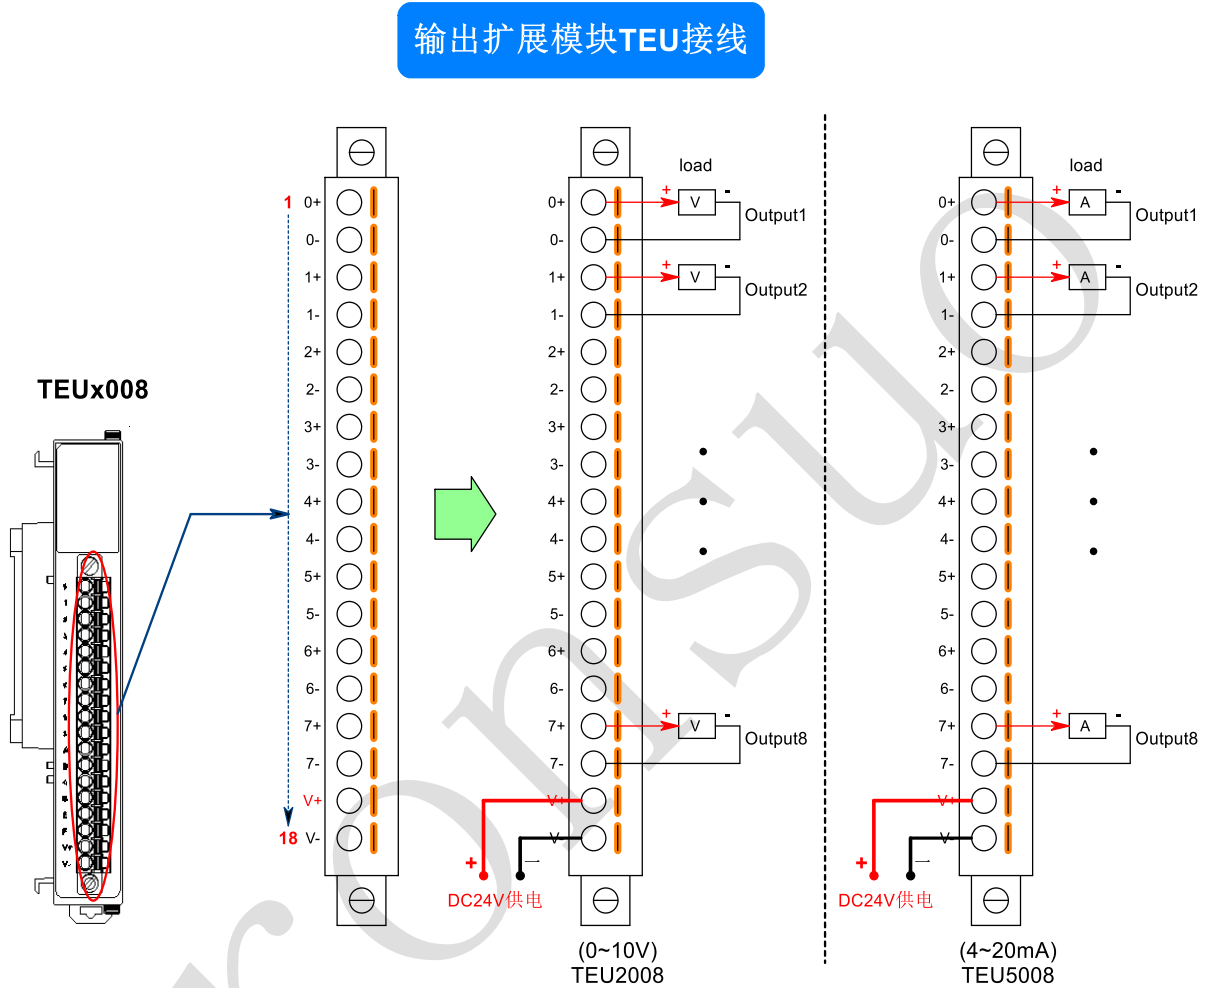 输出扩展模块TEU接线
TEUx008
1
0+
0-
1+
1-
2+
2-
3+
3-
4+
4-
5+
5-
6+
6-
7+
7-
V+
18 V-
load
0+ + V - Output1
0-
1+ + V - Output2
1-
2+
2-
3+
3-
4+
4-
5+
5-
6+
6-
7+ + V - Output8
7-
V+
V-
+ -
DC24V供电
(0~10V)
TEU2008
load
0+ + A - Output1
0-
1+ + A - Output2
1-
2+
2-
3+
3-
4+
4-
5+
5-
6+
6-
7+ + A - Output8
7-
V+
V-
+ -
DC24V供电
(4~20mA)
TEU5008
ronsuo